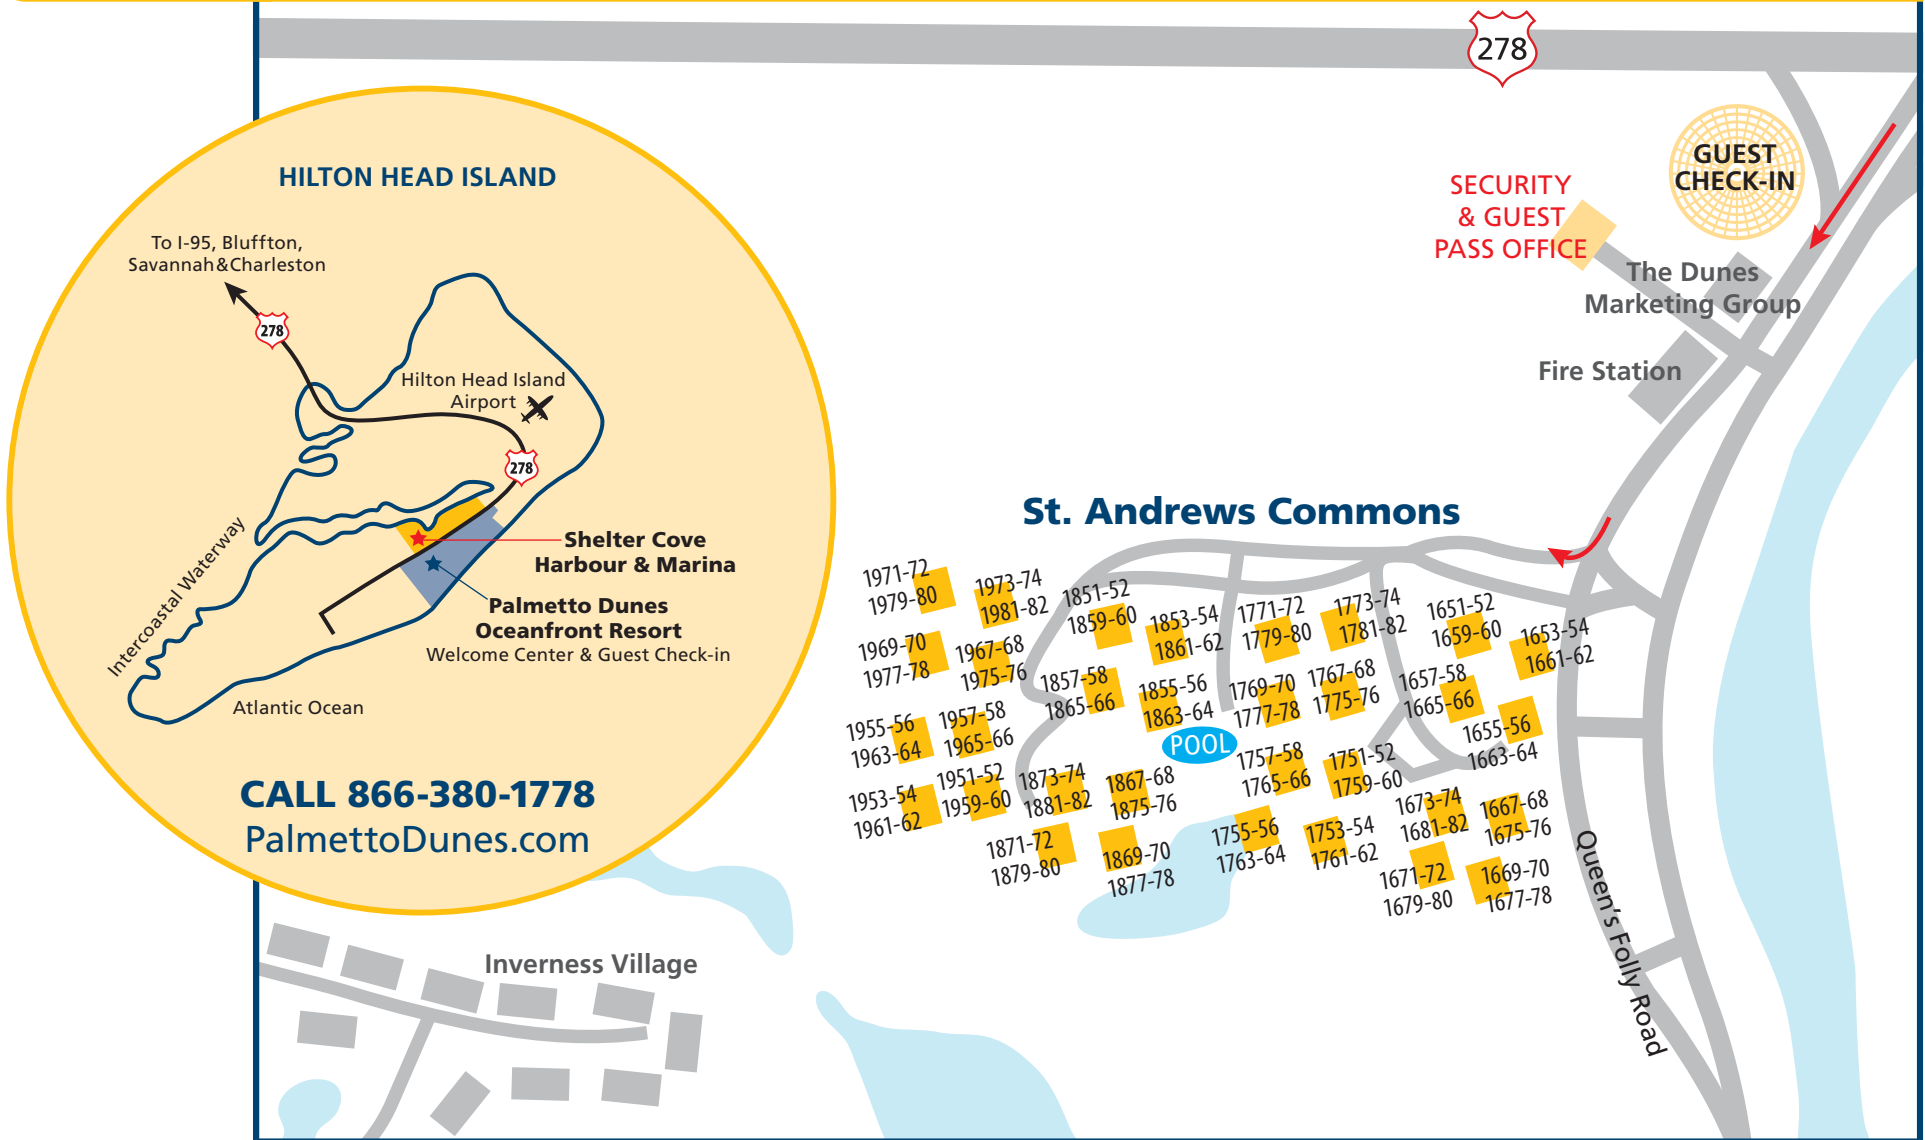 278
GUEST
CHECK-IN
SECURITY
& GUEST
PASS OFFICE
The Dunes
Marketing Group
Fire Station
HILTON HEAD ISLAND
To I-95, Bluffton,
Savannah&Charleston
278
Hilton Head Island
Airport
278
Shelter Cove
Harbour & Marina
Palmetto Dunes
Oceanfront Resort
Welcome Center & Guest Check-in
Intercoastal Waterway
Atlantic Ocean
CALL 866-380-1778
PalmettoDunes.com
St. Andrews Commons
1971-72
1979-80
1973-74
1981-82
1851-52
1859-60
1853-54
1861-62
1771-72
1779-80
1773-74
1781-82
1651-52
1659-60
1653-54
1661-62
1969-70
1977-78
1967-68
1975-76
1857-58
1865-66
1855-56
1863-64
1769-70
1777-78
1767-68
1775-76
1657-58
1665-66
1655-56
1663-64
1955-56
1963-64
1957-58
1965-66
POOL
1757-58
1765-66
1751-52
1759-60
1953-54
1961-62
1951-52
1959-60
1873-74
1881-82
1867-68
1875-76
1673-74
1681-82
1667-68
1675-76
1871-72
1879-80
1869-70
1877-78
1755-56
1763-64
1753-54
1761-62
1671-72
1679-80
1669-70
1677-78
Queen's Folly Road
Inverness Village